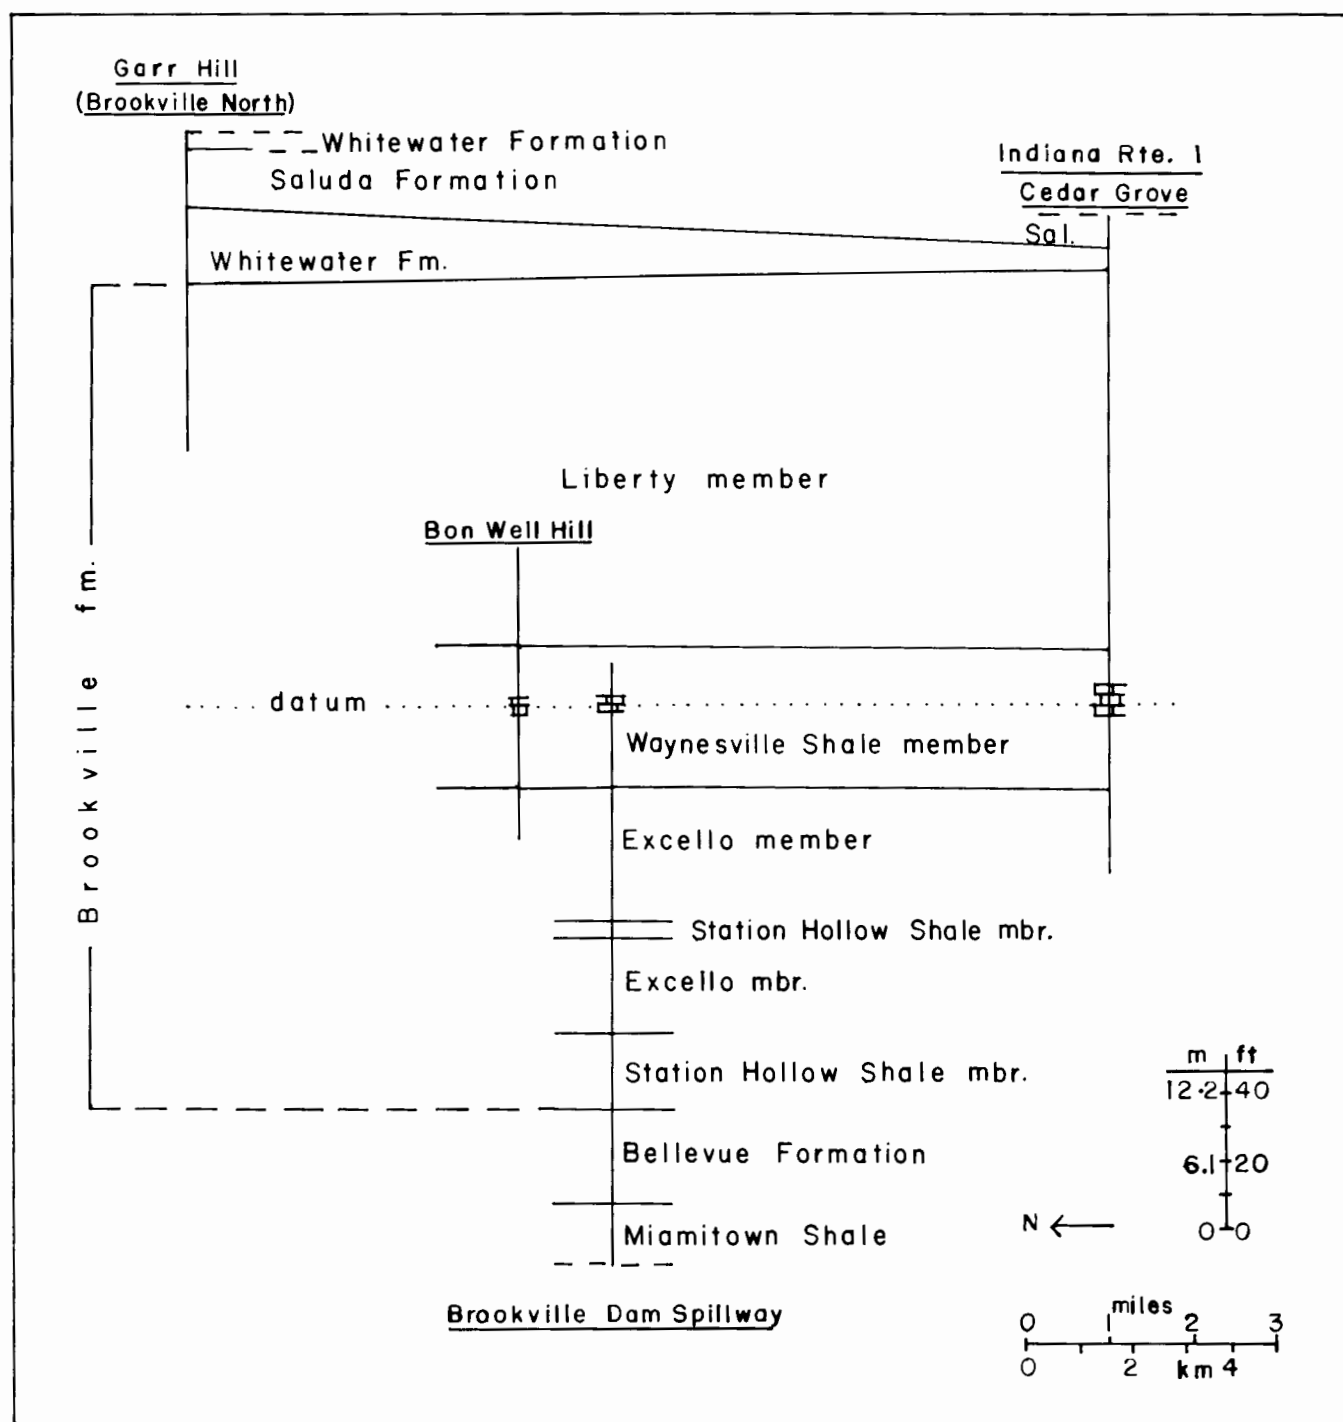 Garr Hill
(Brookville North)
Whitewater Formation
Indiana Rte. 1
Saluda Formation
Cedar Grove
Sal.
Whitewater Fm.
Liberty member
Bon Well Hill
Brookville fm.
datum
Waynesville Shale member
Excello member
Station Hollow Shale mbr.
Excello mbr.
Station Hollow Shale mbr.
m ft
12.2 40
Bellevue Formation
6.1 20
N
0 0
Miamitown Shale
Brookville Dam Spillway
miles
0 1 2 3
0 2 km 4